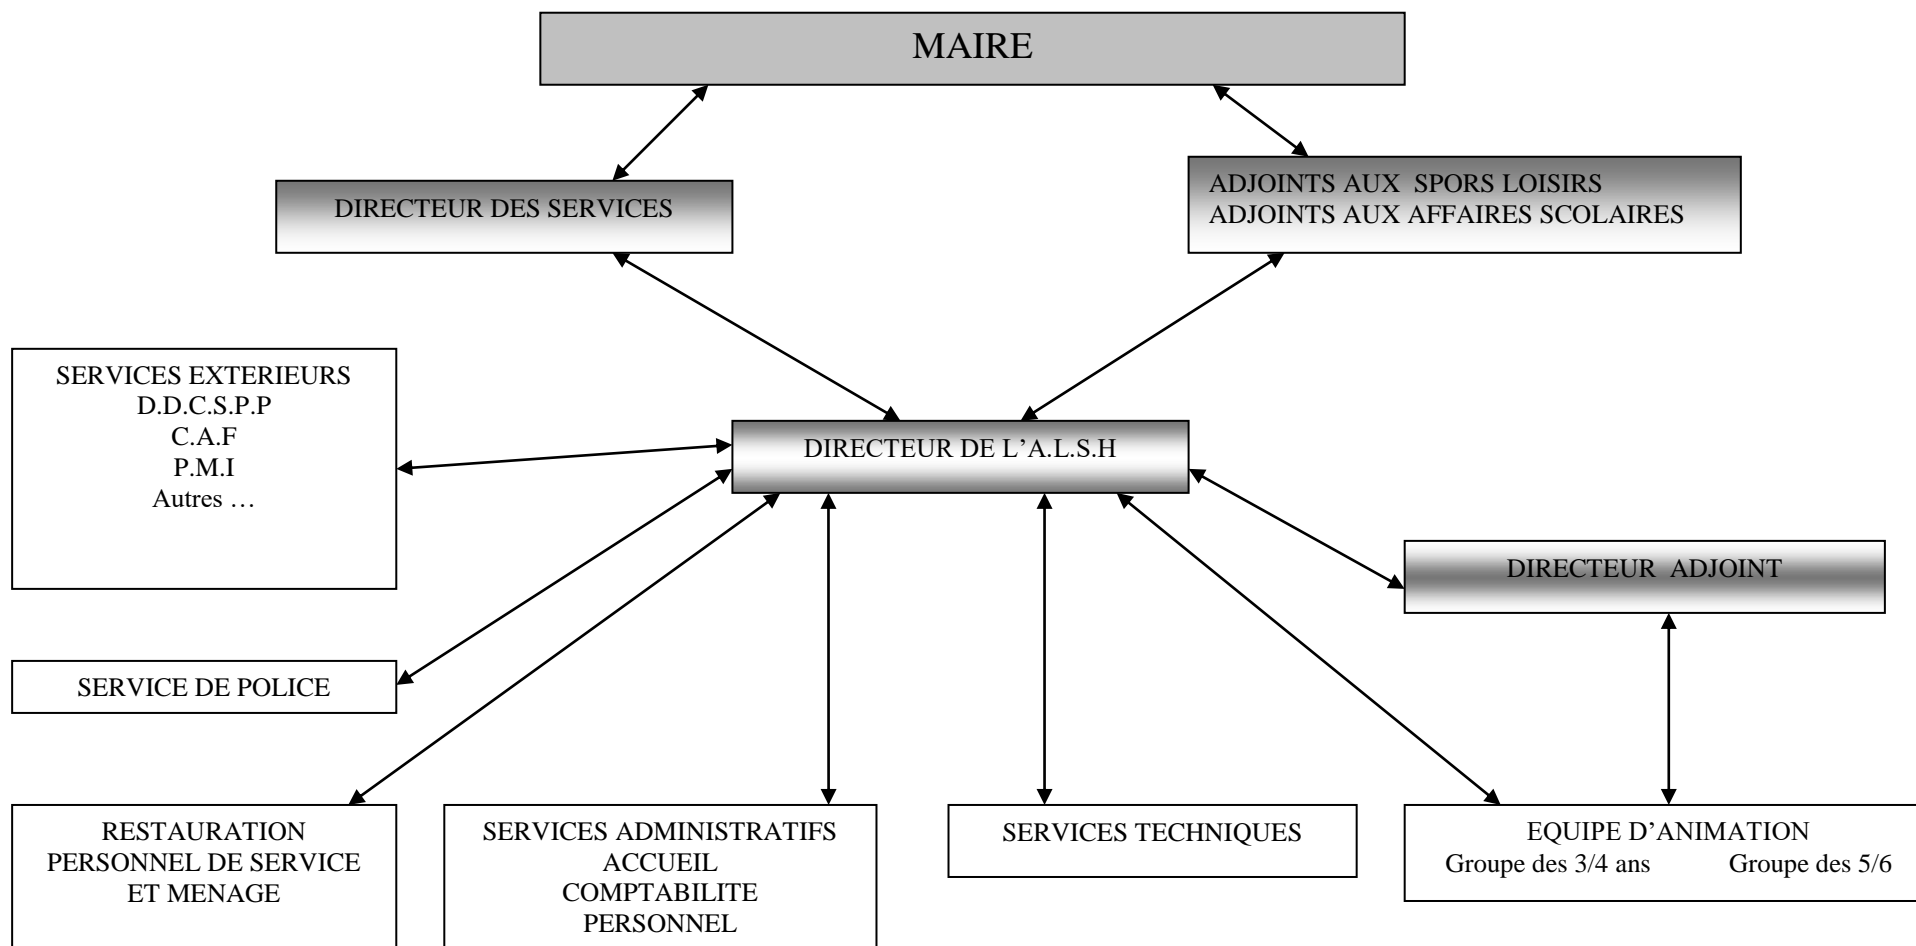 MAIRE
DIRECTEUR DES SERVICES
ADJOINTS AUX SPORS LOISIRS
ADJOINTS AUX AFFAIRES SCOLAIRES
SERVICES EXTERIEURS
D.D.C.S.P.P
C.A.F
P.M.I
Autres …
DIRECTEUR DE L’A.L.S.H
DIRECTEUR ADJOINT
SERVICE DE POLICE
RESTAURATION
PERSONNEL DE SERVICE
ET MENAGE
SERVICES ADMINISTRATIFS
ACCUEIL
COMPTABILITE
PERSONNEL
SERVICES TECHNIQUES
EQUIPE D’ANIMATION
Groupe des 3/4 ans Groupe des 5/6